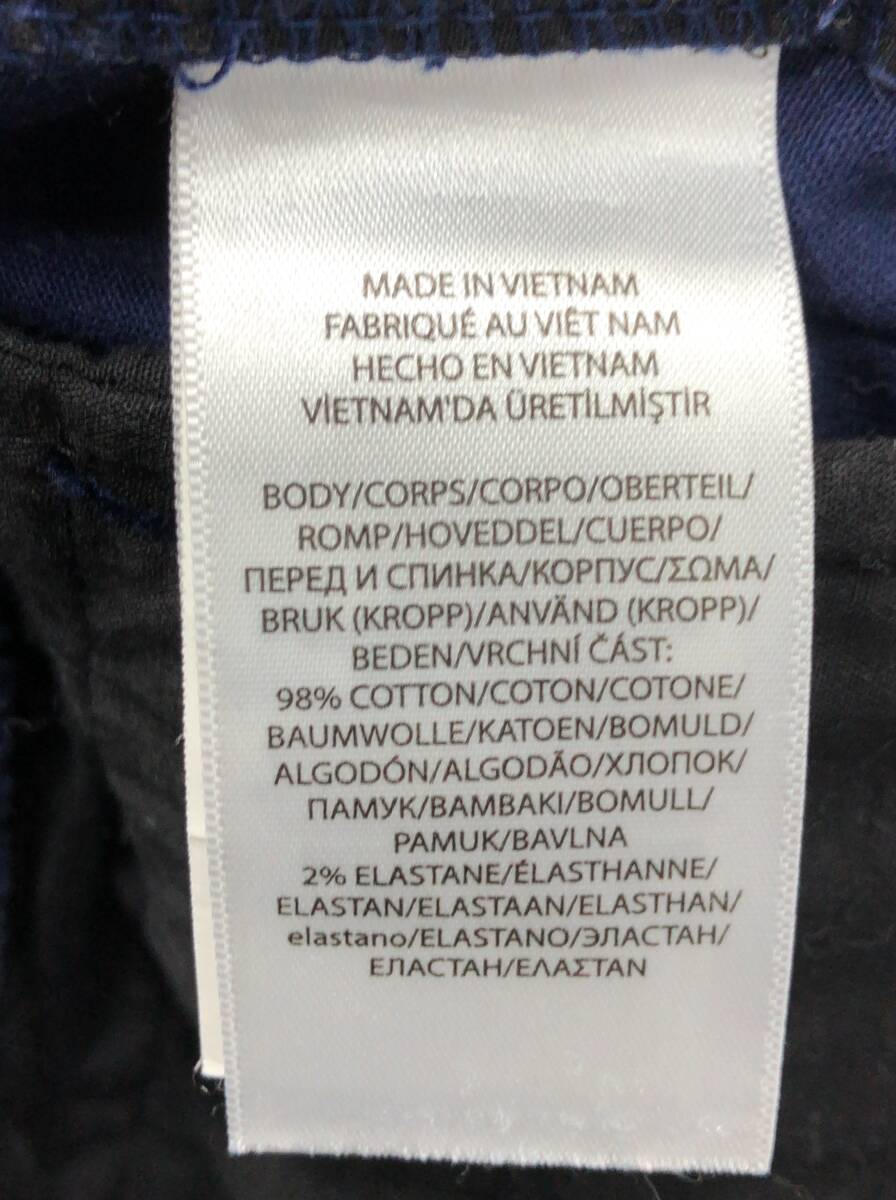 MADE IN VIETNAM
FABRIQUÉ AU VIÊT NAM
HECHO EN VIETNAM
VİETNAM'DA ÜRETİLMİŞTİR
BODY/CORPS/CORPO/OBERTEIL/
ROMP/HOVEDDEL/CUERPO/
ПЕРЕД И СПИНКА/КОРПУС/ΣΩΜΑ/
BRUK (KROPP)/ANVÄND (KROPP)/
BEDEN/VRCHNÍ ČÁST:
98% COTTON/COTON/COTONE/
BAUMWOLLE/KATOEN/BOMULD/
ALGODÓN/ALGODÃO/ХЛОПОК/
ПАМУК/ΒΑΜΒΑΚΙ/BOMULL/
PAMUK/BAVLNA
2% ELASTANE/ÉLASTHANNE/
ELASTAN/ELASTAAN/ELASTHAN/
elastano/ELASTANO/ЭЛАСТАН/
ЕЛАСТАН/ΕΛΑΣΤΑΝ